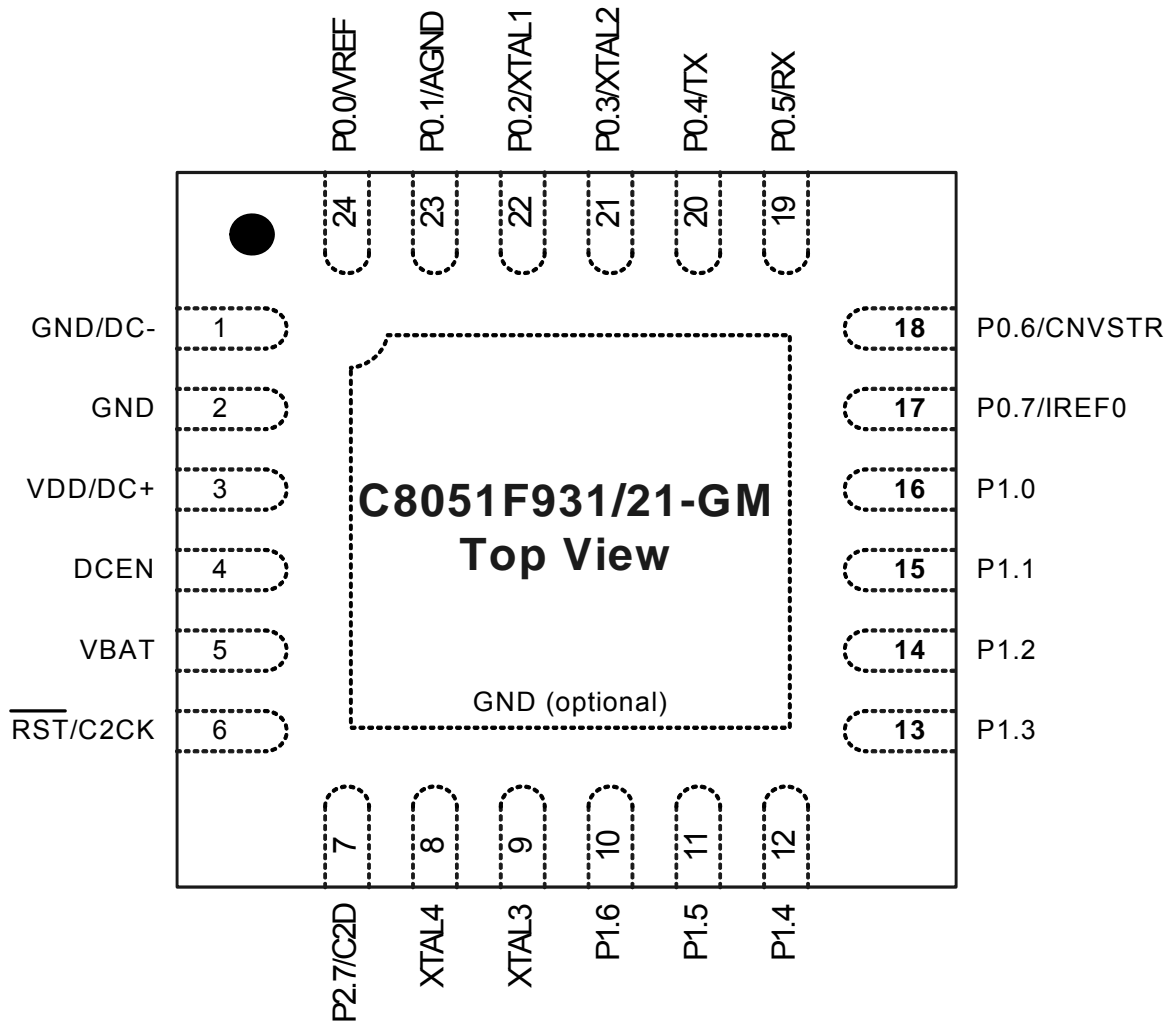 P0.0/VREF
P0.1/AGND
P0.2/XTAL1
P0.3/XTAL2
P0.4/TX
P0.5/RX
24
23
22
21
20
19
GND/DC-
1
18
P0.6/CNVSTR
GND
2
17
P0.7/IREF0
VDD/DC+
3
16
P1.0
C8051F931/21-GM
Top View
DCEN
4
15
P1.1
VBAT
5
14
P1.2
GND (optional)
RST/C2CK
6
13
P1.3
7
8
9
10
11
12
P2.7/C2D
XTAL4
XTAL3
P1.6
P1.5
P1.4